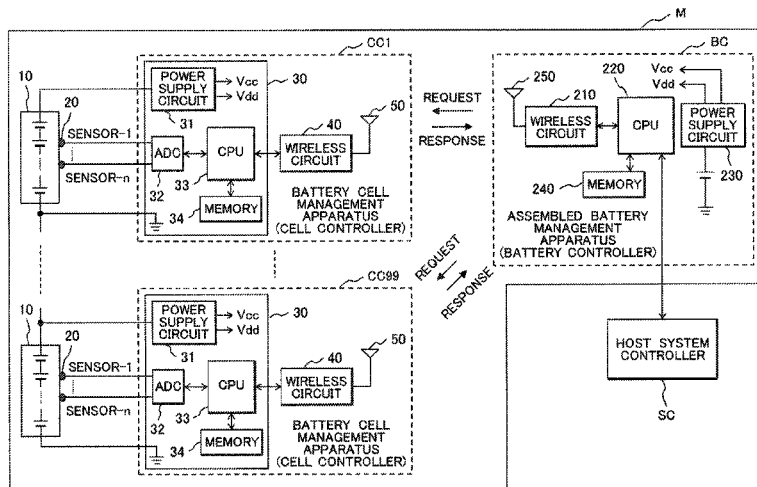 M
CC1
BC
10
20
SENSOR-1
SENSOR-n
POWER
SUPPLY
CIRCUIT
31
Vcc
Vdd
30
ADC
32
CPU
33
34
MEMORY
40
WIRELESS
CIRCUIT
50
BATTERY CELL
MANAGEMENT
APPARATUS
(CELL CONTROLLER)
REQUEST
RESPONSE
250
210
WIRELESS
CIRCUIT
220
CPU
Vcc
Vdd
POWER
SUPPLY
CIRCUIT
230
240
MEMORY
ASSEMBLED BATTERY
MANAGEMENT
APPARATUS
(BATTERY CONTROLLER)
REQUEST
RESPONSE
CC99
10
20
SENSOR-1
SENSOR-n
POWER
SUPPLY
CIRCUIT
31
Vcc
Vdd
30
ADC
32
CPU
33
34
MEMORY
40
WIRELESS
CIRCUIT
50
BATTERY CELL
MANAGEMENT
APPARATUS
(CELL CONTROLLER)
HOST SYSTEM
CONTROLLER
SC